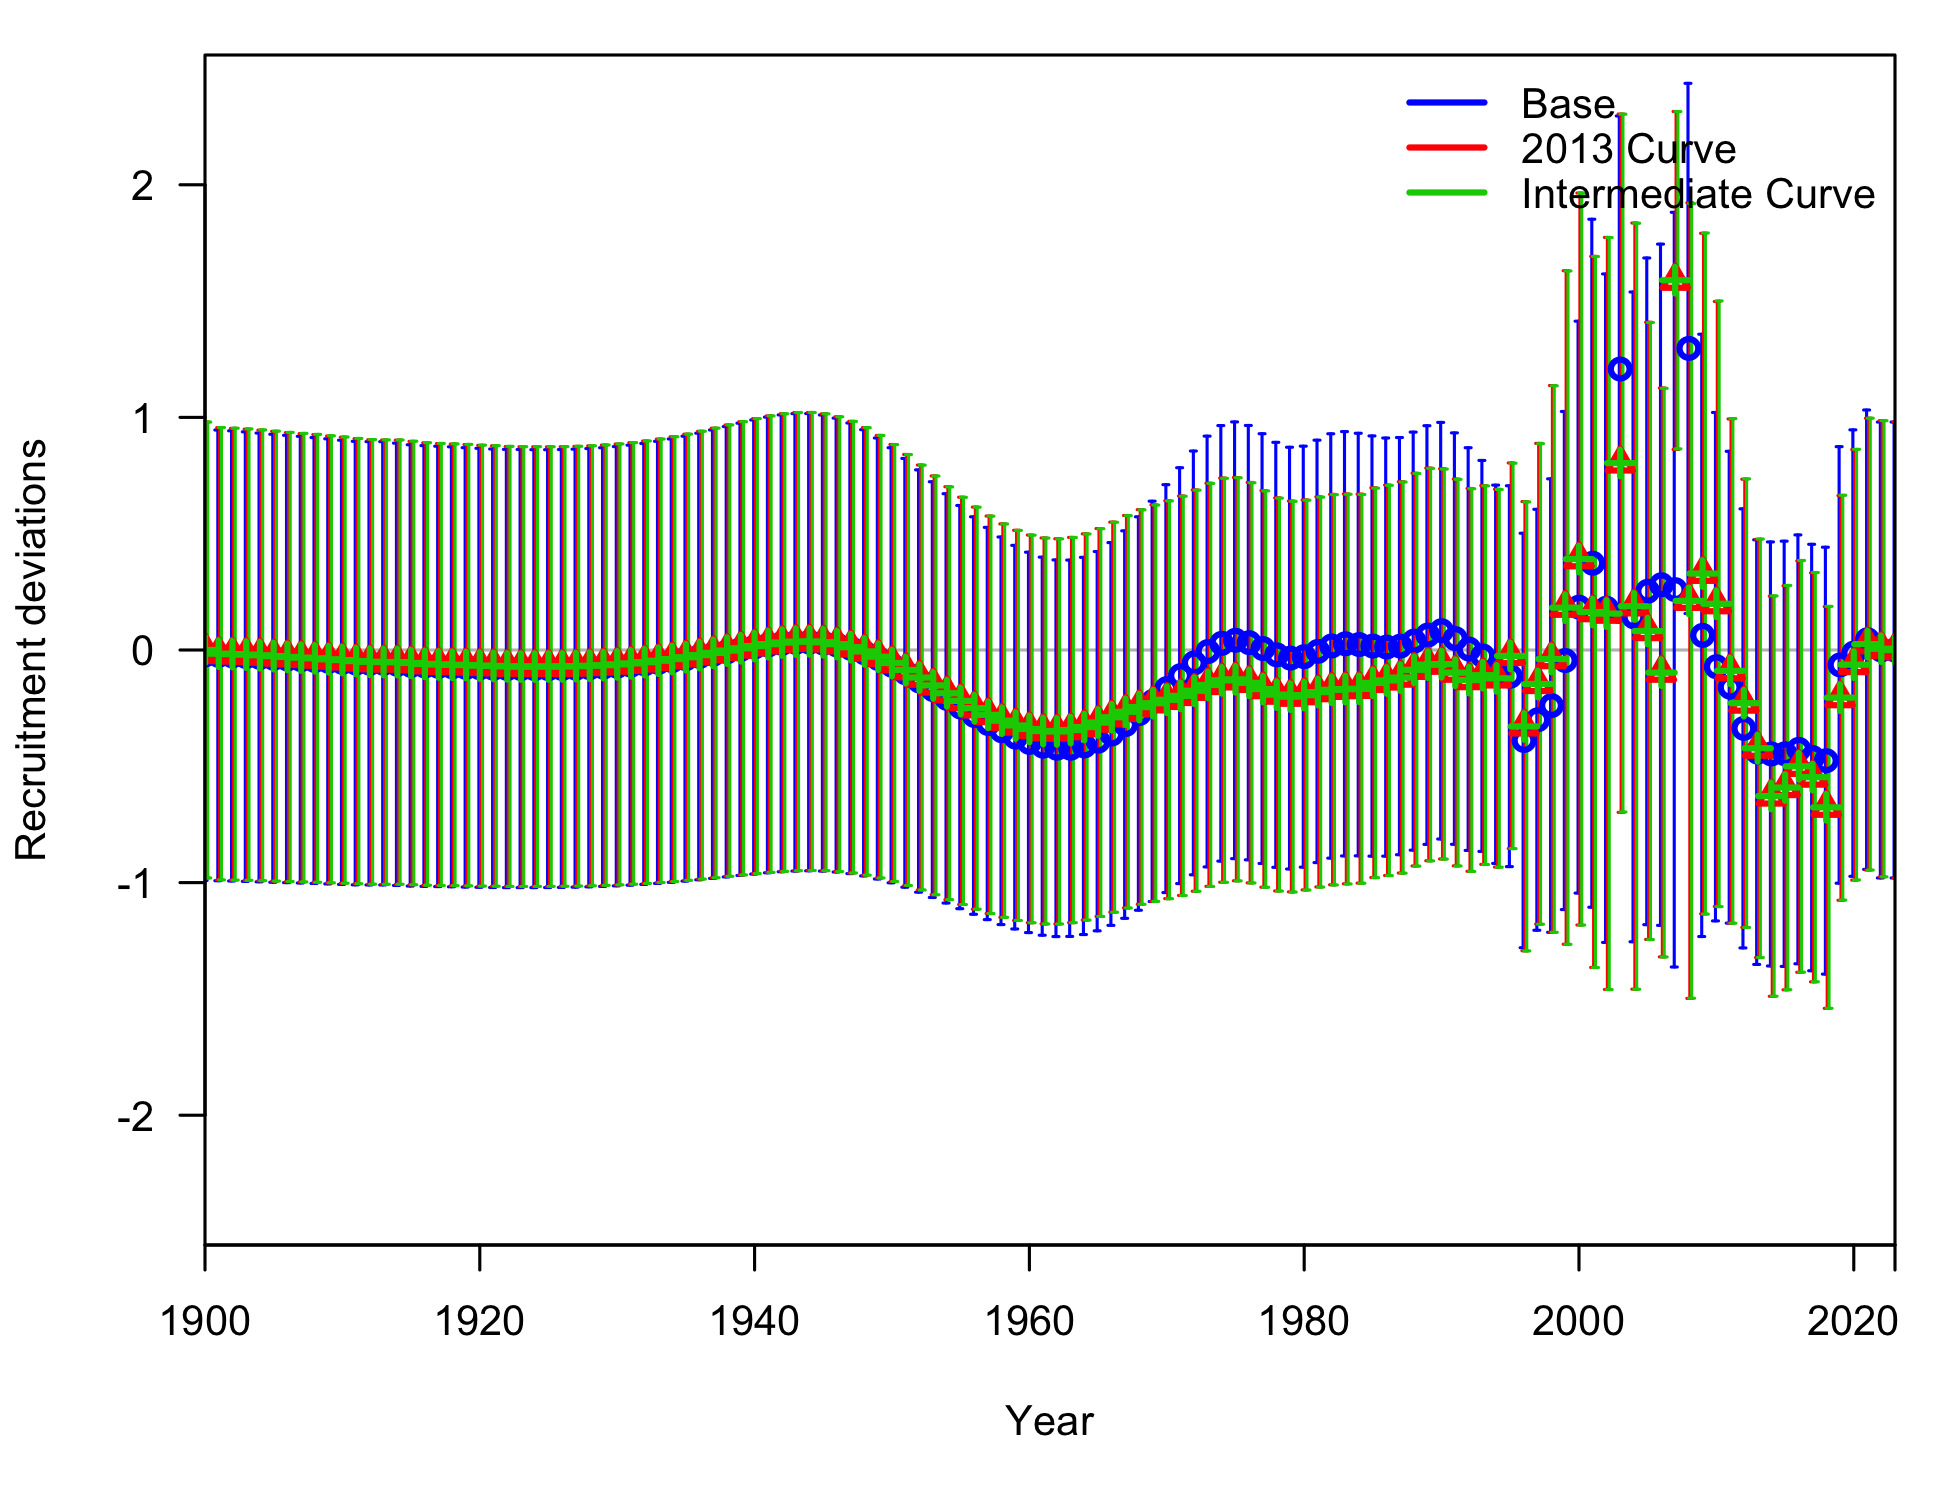 Base
2013 Curve
Intermediate Curve
Recruitment deviations
2
1
0
-1
-2
1900 1920 1940 1960 1980 2000 2020
Year